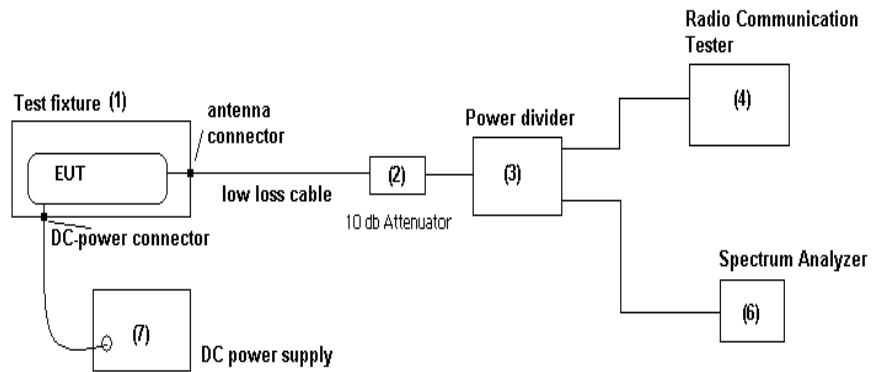 Radio Communication
Tester
(4)
Test fixture (1)
antenna
connector
Power divider
EUT
(2)
(3)
low loss cable
10 db Attenuator
DC-power connector
Spectrum Analyzer
(6)
(7)
DC power supply